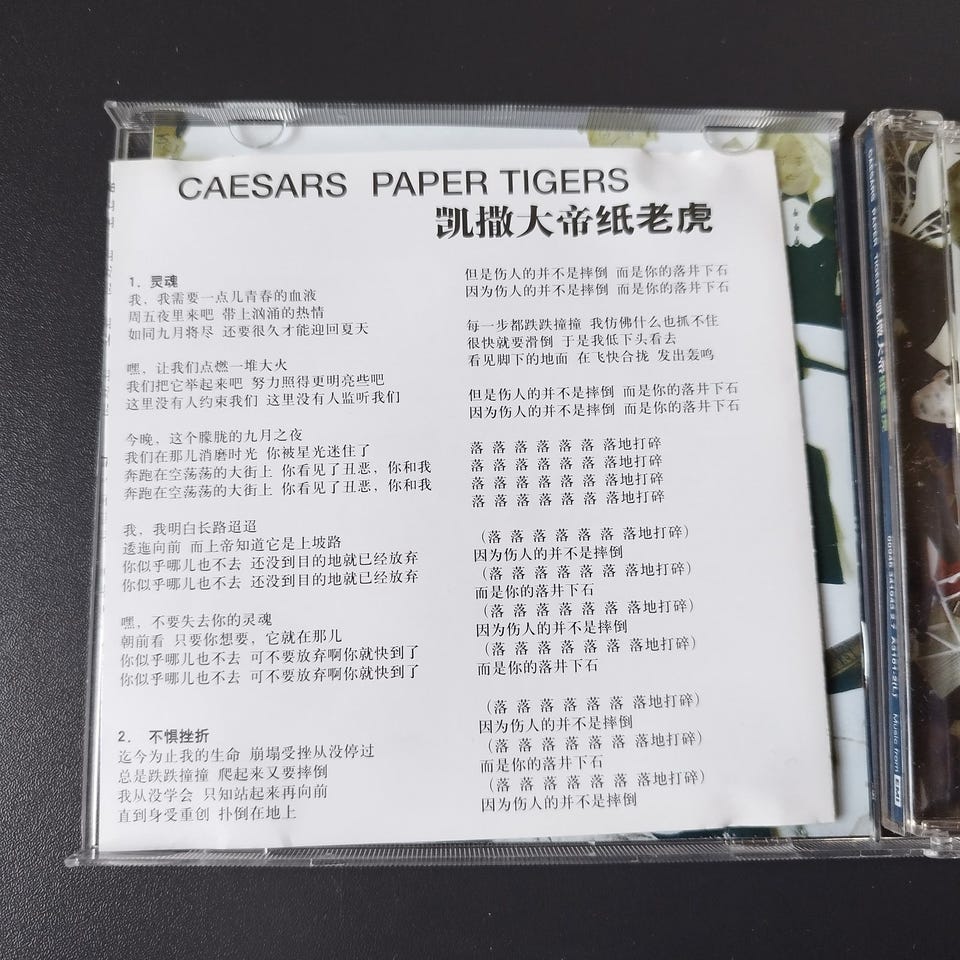 CAESARS PAPER TIGERS
凯撒大帝纸老虎
1. 灵魂
我，我需要一点儿青春的血液
周五夜里来吧 带上汹涌的热情
如同九月将尽 还要很久才能迎回夏天
嘿，让我们点燃一堆大火
我们把它举起来吧 努力照得更明亮些吧
这里没有人约束我们 这里没有人监听我们
今晚，这个朦胧的九月之夜
我们在那儿消磨时光 你被星光迷住了
奔跑在空荡荡的大街上 你看见了丑恶，你和我
奔跑在空荡荡的大街上 你看见了丑恶，你和我
我，我明白长路迢迢
逶迤向前 而上帝知道它是上坡路
你似乎哪儿也不去 还没到目的地就已经放弃
你似乎哪儿也不去 还没到目的地就已经放弃
嘿，不要失去你的灵魂
朝前看 只要你想要，它就在那儿
你似乎哪儿也不去 可不要放弃啊你就快到了
你似乎哪儿也不去 可不要放弃啊你就快到了
2. 不惧挫折
迄今为止我的生命 崩塌受挫从没停过
总是跌跌撞撞 爬起来又要摔倒
我从没学会 只知站起来再向前
直到身受重创 扑倒在地上
但是伤人的并不是摔倒 而是你的落井下石
因为伤人的并不是摔倒 而是你的落井下石
每一步都跌跌撞撞 我仿佛什么也抓不住
很快就要滑倒 于是我低下头看去
看见脚下的地面 在飞快合拢 发出轰鸣
但是伤人的并不是摔倒 而是你的落井下石
因为伤人的并不是摔倒 而是你的落井下石
落 落 落 落 落 落 落地打碎
落 落 落 落 落 落 落地打碎
落 落 落 落 落 落 落地打碎
落 落 落 落 落 落 落地打碎
（落 落 落 落 落 落 落地打碎）
因为伤人的并不是摔倒
（落 落 落 落 落 落 落地打碎）
而是你的落井下石
（落 落 落 落 落 落 落地打碎）
因为伤人的并不是摔倒
（落 落 落 落 落 落 落地打碎）
而是你的落井下石
（落 落 落 落 落 落 落地打碎）
因为伤人的并不是摔倒
（落 落 落 落 落 落 落地打碎）
而是你的落井下石
（落 落 落 落 落 落 落地打碎）
因为伤人的并不是摔倒
CAESARS PAPER TIGERS 凯撒大帝纸老虎
Music from EMI